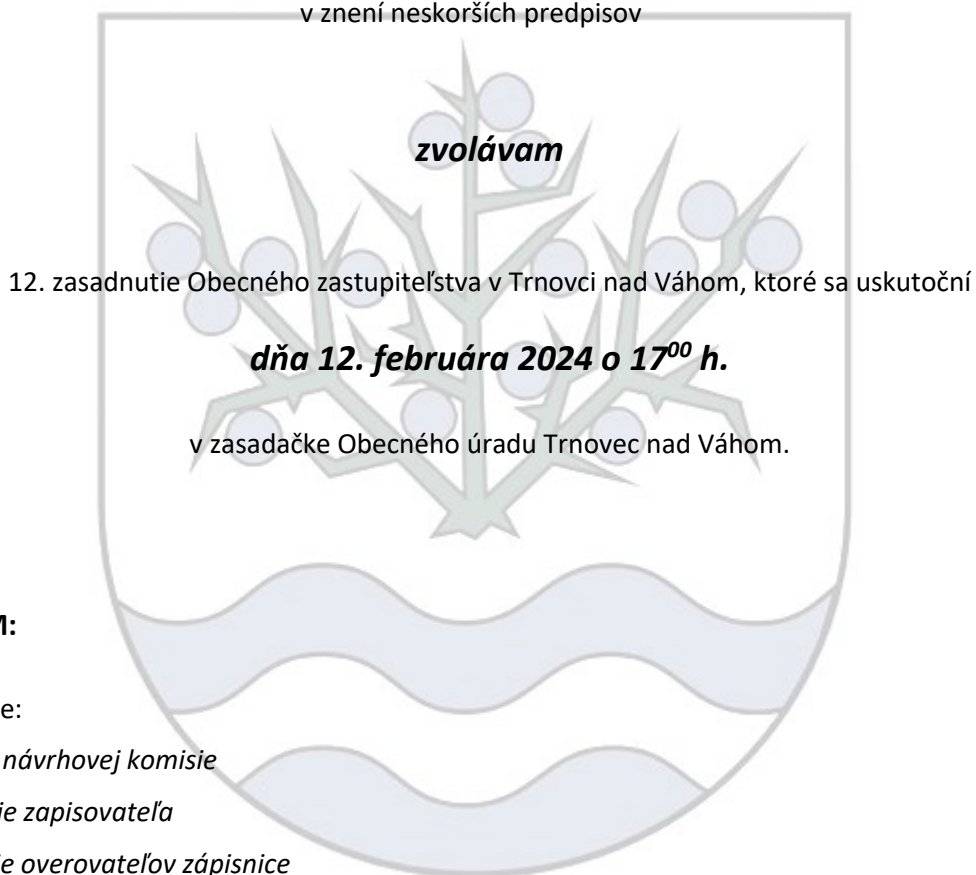 v znení neskorších predpisov
zvolávam
12. zasadnutie Obecného zastupiteľstva v Trnovci nad Váhom, ktoré sa uskutoční
dňa 12. februára 2024 o 17⁰⁰ h.
v zasadačke Obecného úradu Trnovec nad Váhom.
M:
e:
návrhovej komisie
ie zapisovateľa
e overovateľov zápisnice